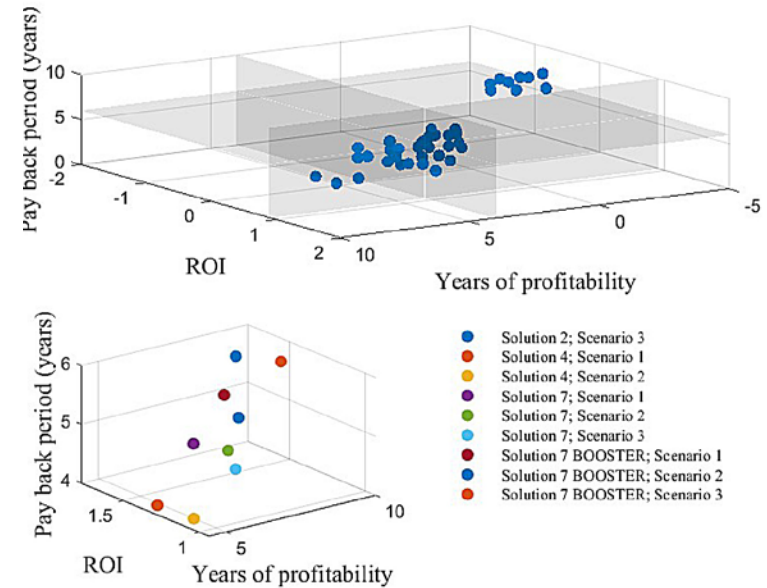 Pay back period (years)
10
5
0
-2
-1
0
1
2
ROI
10
5
0
-5
Years of profitability
Pay back period (years)
6
5
4
1.5
1
ROI
5
10
Years of profitability
Solution 2; Scenario 3
Solution 4; Scenario 1
Solution 4; Scenario 2
Solution 7; Scenario 1
Solution 7; Scenario 2
Solution 7; Scenario 3
Solution 7 BOOSTER; Scenario 1
Solution 7 BOOSTER; Scenario 2
Solution 7 BOOSTER; Scenario 3